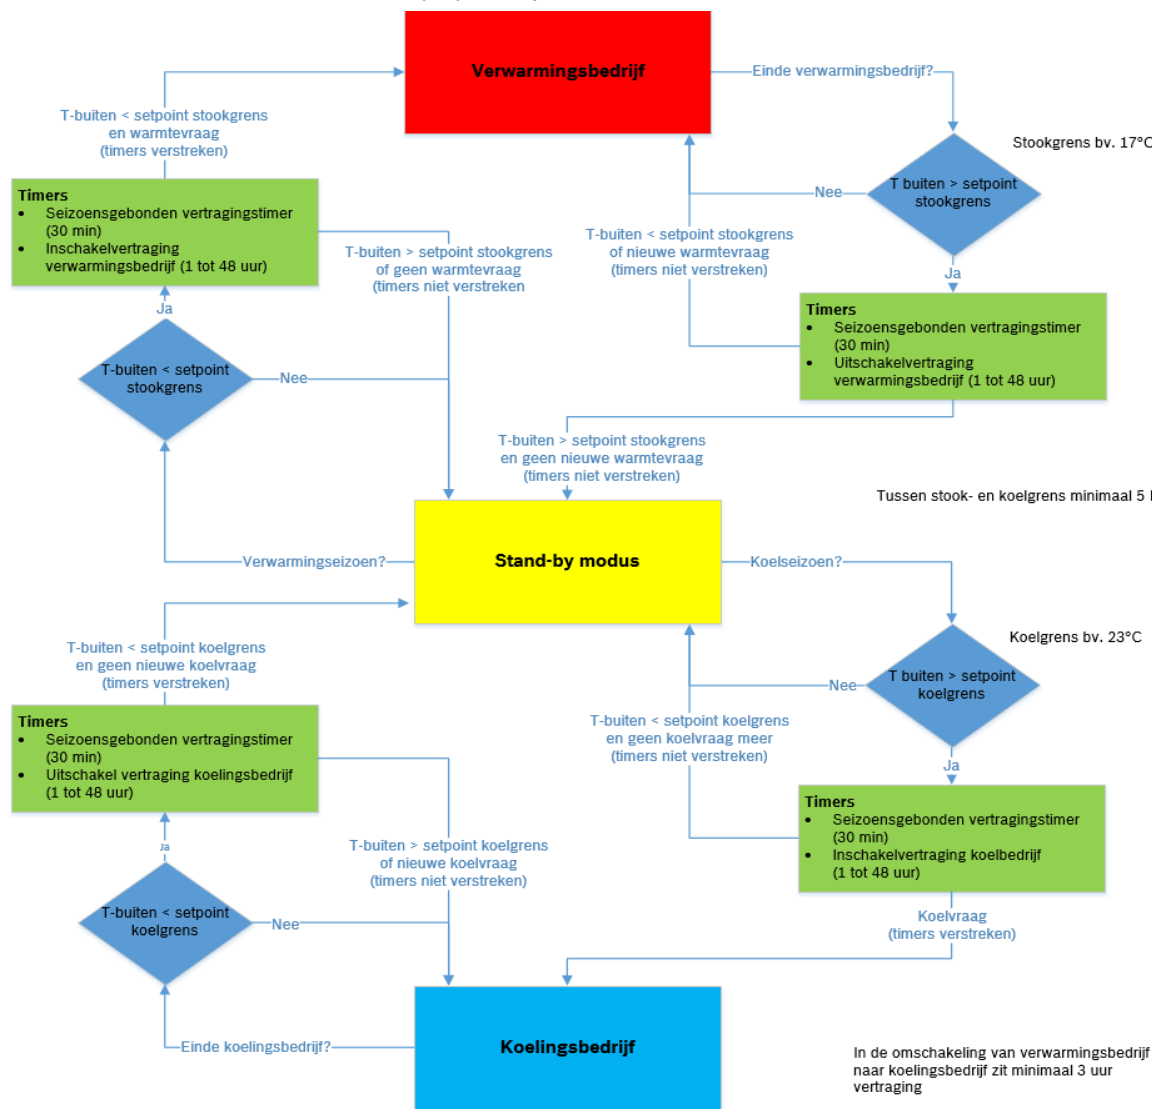 Verwarmingsbedrijf
Einde verwarmingsbedrijf?
T-buiten < setpoint stookgrens
en warmtevraag
(timers verstreken)
Stookgrens bv. 17°C
T buiten > setpoint
stookgrens
Nee
Timers
• Seizoensgebonden vertragingstimer
(30 min)
• Inschakelvertraging
verwarmingsbedrijf (1 tot 48 uur)
T-buiten > setpoint stookgrens
of geen warmtevraag
(timers niet verstreken
T-buiten < setpoint stookgrens
of nieuwe warmtevraag
(timers niet verstreken)
Ja
Ja
Timers
• Seizoensgebonden vertragingstimer
(30 min)
• Uitschakelvertraging
verwarmingsbedrijf (1 tot 48 uur)
T-buiten < setpoint
stookgrens
Nee
T-buiten > setpoint stookgrens
en geen nieuwe warmtevraag
(timers niet verstreken)
Tussen stook- en koelgrens minimaal 5
Verwarmingseizoen?
Stand-by modus
Koelseizoen?
T-buiten < setpoint koelgrens
en geen nieuwe koelvraag
(timers verstreken)
Koelgrens bv. 23°C
T buiten > setpoint
koelgrens
Nee
Timers
• Seizoensgebonden vertragingstimer
(30 min)
• Uitschakel vertraging koelingsbedrijf
(1 tot 48 uur)
T-buiten < setpoint koelgrens
en geen koelvraag meer
(timers niet verstreken)
Ja
Timers
• Seizoensgebonden vertragingstimer
(30 min)
• Inschakelvertraging koelbedrijf
(1 tot 48 uur)
Ja
T-buiten > setpoint koelgrens
of nieuwe koelvraag
(timers niet verstreken)
T-buiten < setpoint
koelgrens
Nee
Koelvraag
(timers verstreken)
Einde koelingsbedrijf?
Koelingsbedrijf
In de omschakeling van verwarmingsbedrijf
naar koelingsbedrijf zit minimaal 3 uur
vertraging